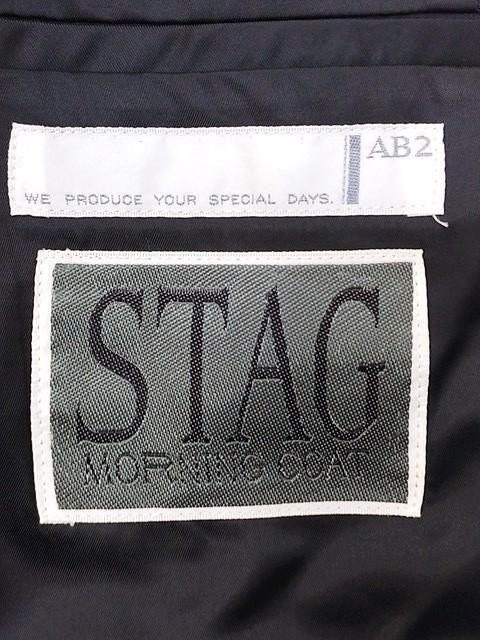 AB2
WE PRODUCE YOUR SPECIAL DAYS.
STAG
MORNING COAT